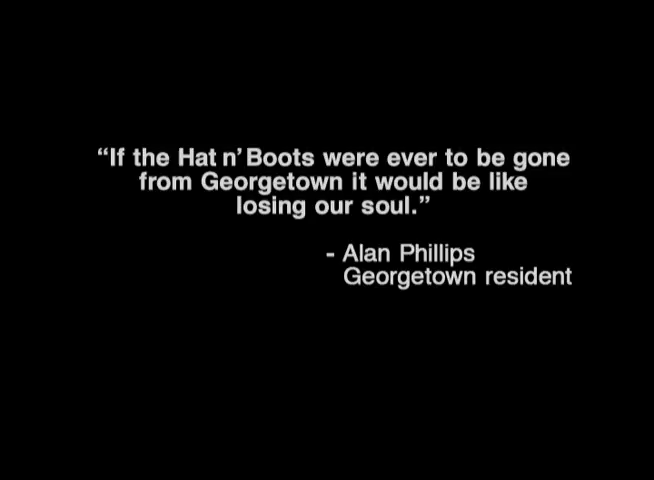 “If the Hat n’ Boots were ever to be gone
from Georgetown it would be like
losing our soul.”
- Alan Phillips
Georgetown resident